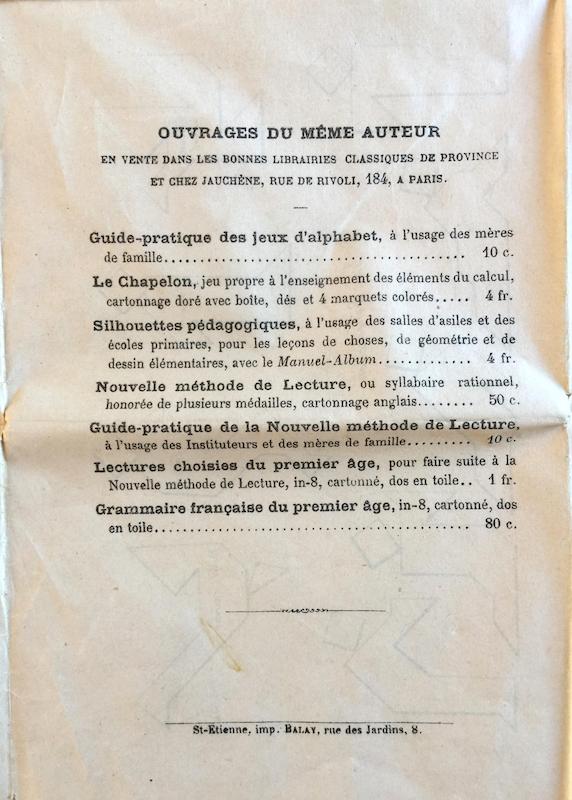 OUVRAGES DU MÊME AUTEUR
EN VENTE DANS LES BONNES LIBRAIRIES CLASSIQUES DE PROVINCE
ET CHEZ JAUCHÈNE, RUE DE RIVOLI, 184, A PARIS.
Guide-pratique des jeux d'alphabet, à l'usage des mères
de famille........................................ 10 c.
Le Chapelon, jeu propre à l'enseignement des éléments du calcul,
cartonnage doré avec boîte, dés et 4 marquets colorés..... 4 fr.
Silhouettes pédagogiques, à l'usage des salles d'asiles et des
écoles primaires, pour les leçons de choses, de géométrie et de
dessin élémentaires, avec le Manuel-Album............. 4 fr.
Nouvelle méthode de Lecture, ou syllabaire rationnel,
honorée de plusieurs médailles, cartonnage anglais........ 50 c.
Guide-pratique de la Nouvelle méthode de Lecture,
à l'usage des Instituteurs et des mères de famille......... 10 c.
Lectures choisies du premier âge, pour faire suite à la
Nouvelle méthode de Lecture, in-8, cartonné, dos en toile.. 1 fr.
Grammaire française du premier âge, in-8, cartonné, dos
en toile......................................... 80 c.
St-Etienne, imp. BALAY, rue des Jardins, 8.